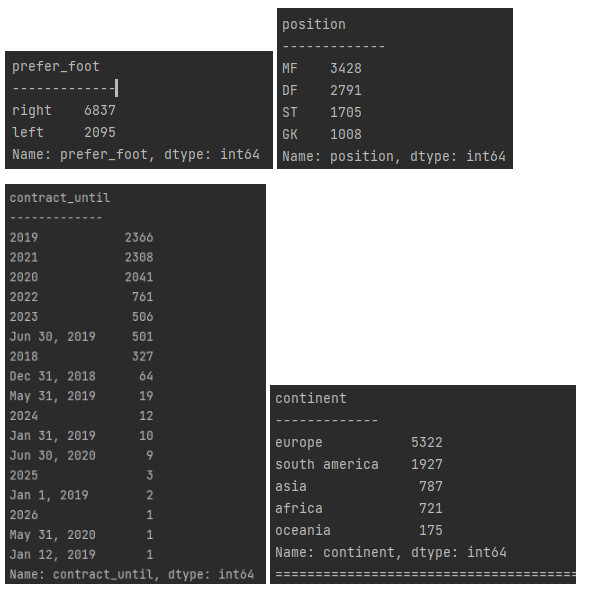 prefer_foot
-------------
right    6837
left     2095
Name: prefer_foot, dtype: int64
position
-------------
MF    3428
DF    2791
ST    1705
GK    1008
Name: position, dtype: int64
contract_until
-------------
2019            2366
2021            2308
2020            2041
2022             761
2023             506
Jun 30, 2019     501
2018             327
Dec 31, 2018      64
May 31, 2019      19
2024              12
Jan 31, 2019      10
Jun 30, 2020       9
2025               3
Jan 1, 2019        2
2026               1
May 31, 2020       1
Jan 12, 2019       1
Name: contract_until, dtype: int64
continent
-------------
europe           5322
south america    1927
asia              787
africa            721
oceania           175
Name: continent, dtype: int64
======================================